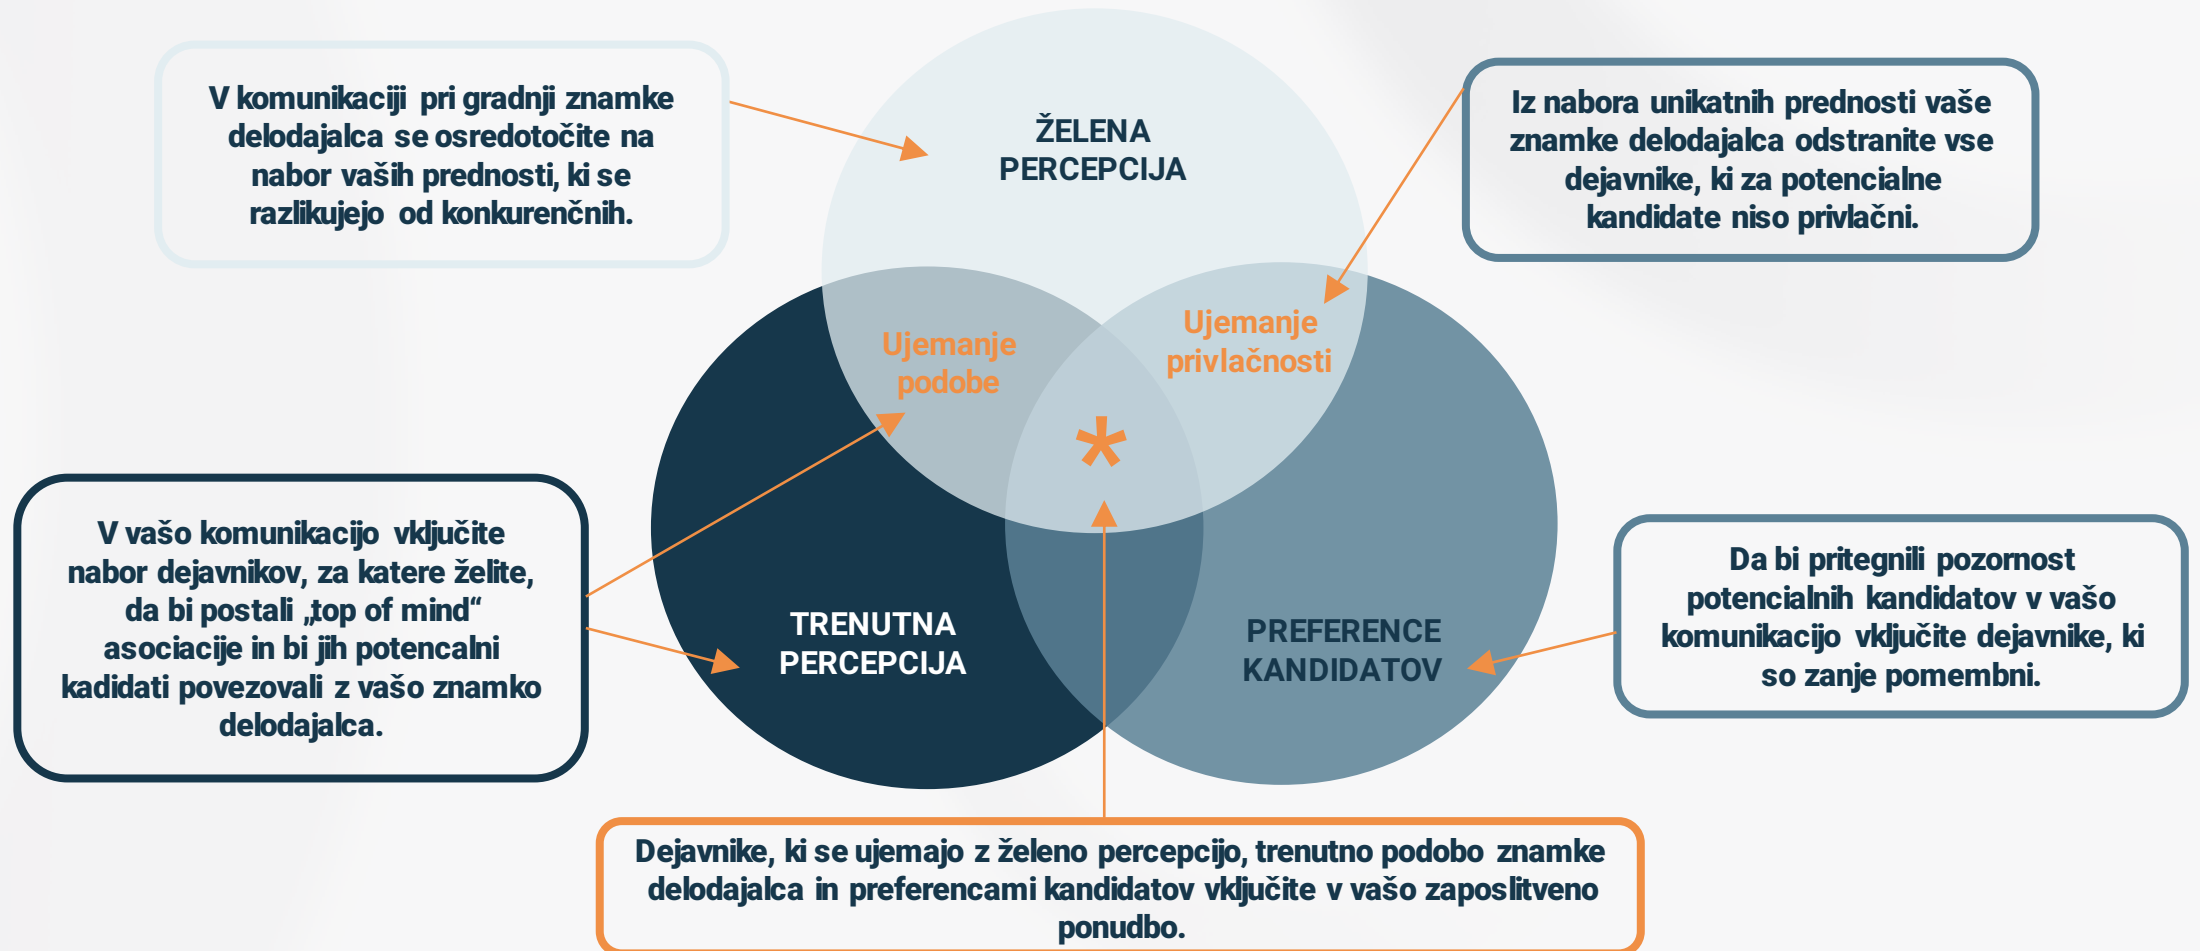 V komunikaciji pri gradnji znamke
delodajalca se osredotočite na
nabor vaših prednosti, ki se
razlikujejo od konkurenčnih.
ŽELENA
PERCEPCIJA
Iz nabora unikatnih prednosti vaše
znamke delodajalca odstranite vse
dejavnike, ki za potencialne
kandidate niso privlačni.
Ujemanje
podobe
Ujemanje
privlačnosti
*
V vašo komunikacijo vključite
nabor dejavnikov, za katere želite,
da bi postali „top of mind“
asociacije in bi jih potencalni
kadidati povezovali z vašo znamko
delodajalca.
TRENUTNA
PERCEPCIJA
PREFERENCE
KANDIDATOV
Da bi pritegnili pozornost
potencialnih kandidatov v vašo
komunikacijo vključite dejavnike, ki
so zanje pomembni.
Dejavnike, ki se ujemajo z želeno percepcijo, trenutno podobo znamke
delodajalca in preferencami kandidatov vključite v vašo zaposlitveno
ponudbo.